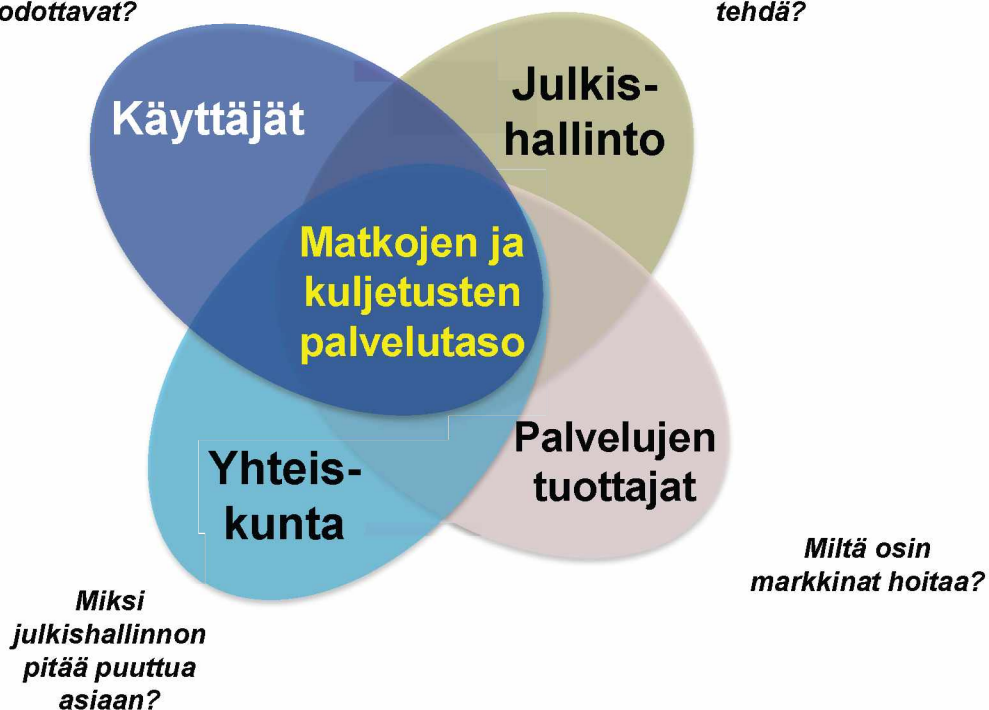 odottavat?
tehdä?
Käyttäjät
Julkis-
hallinto
Matkojen ja
kuljetusten
palvelutaso
Yhteis-
kunta
Palvelujen
tuottajat
Miltä osin
markkinat hoitaa?
Miksi
julkishallinnon
pitää puuttua
asiaan?